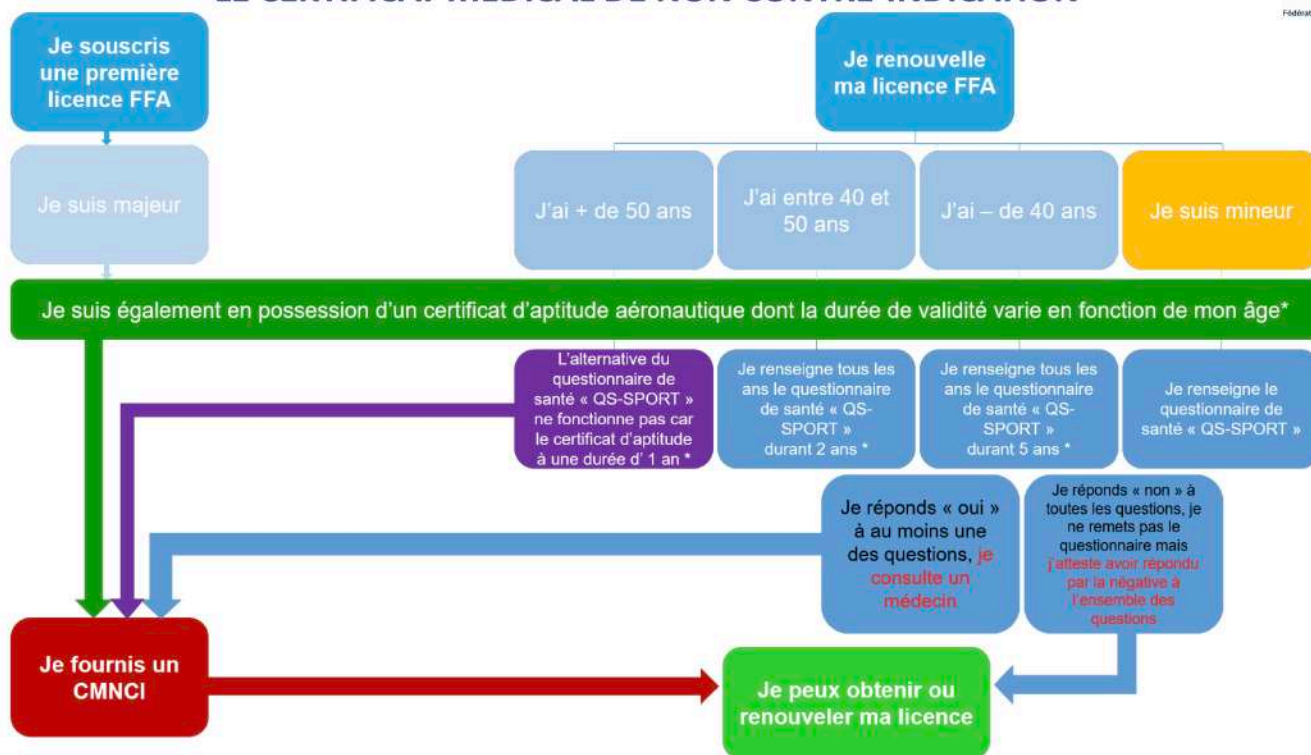 Fédérat
Je souscris
une première
licence FFA
Je renouvelle
ma licence FFA
Je suis majeur
J'ai + de 50 ans
J'ai entre 40 et
50 ans
J'ai – de 40 ans
Je suis mineur
Je suis également en possession d'un certificat d'aptitude aéronautique dont la durée de validité varie en fonction de mon âge*
L'alternative du
questionnaire de
santé « QS-SPORT »
ne fonctionne pas car
le certificat d'aptitude
à une durée d' 1 an *
Je renseigne tous les
ans le questionnaire
de santé « QS-
SPORT »
durant 2 ans *
Je renseigne tous les
ans le questionnaire
de santé « QS-
SPORT »
durant 5 ans *
Je renseigne le
questionnaire de
santé « QS-SPORT »
Je réponds « oui »
à au moins une
des questions, je
consulte un
médecin
Je réponds « non » à
toutes les questions, je
ne remets pas le
questionnaire mais
j'atteste avoir répondu
par la négative à
l'ensemble des
questions
Je fournis un
CMNCI
Je peux obtenir ou
renouveler ma licence